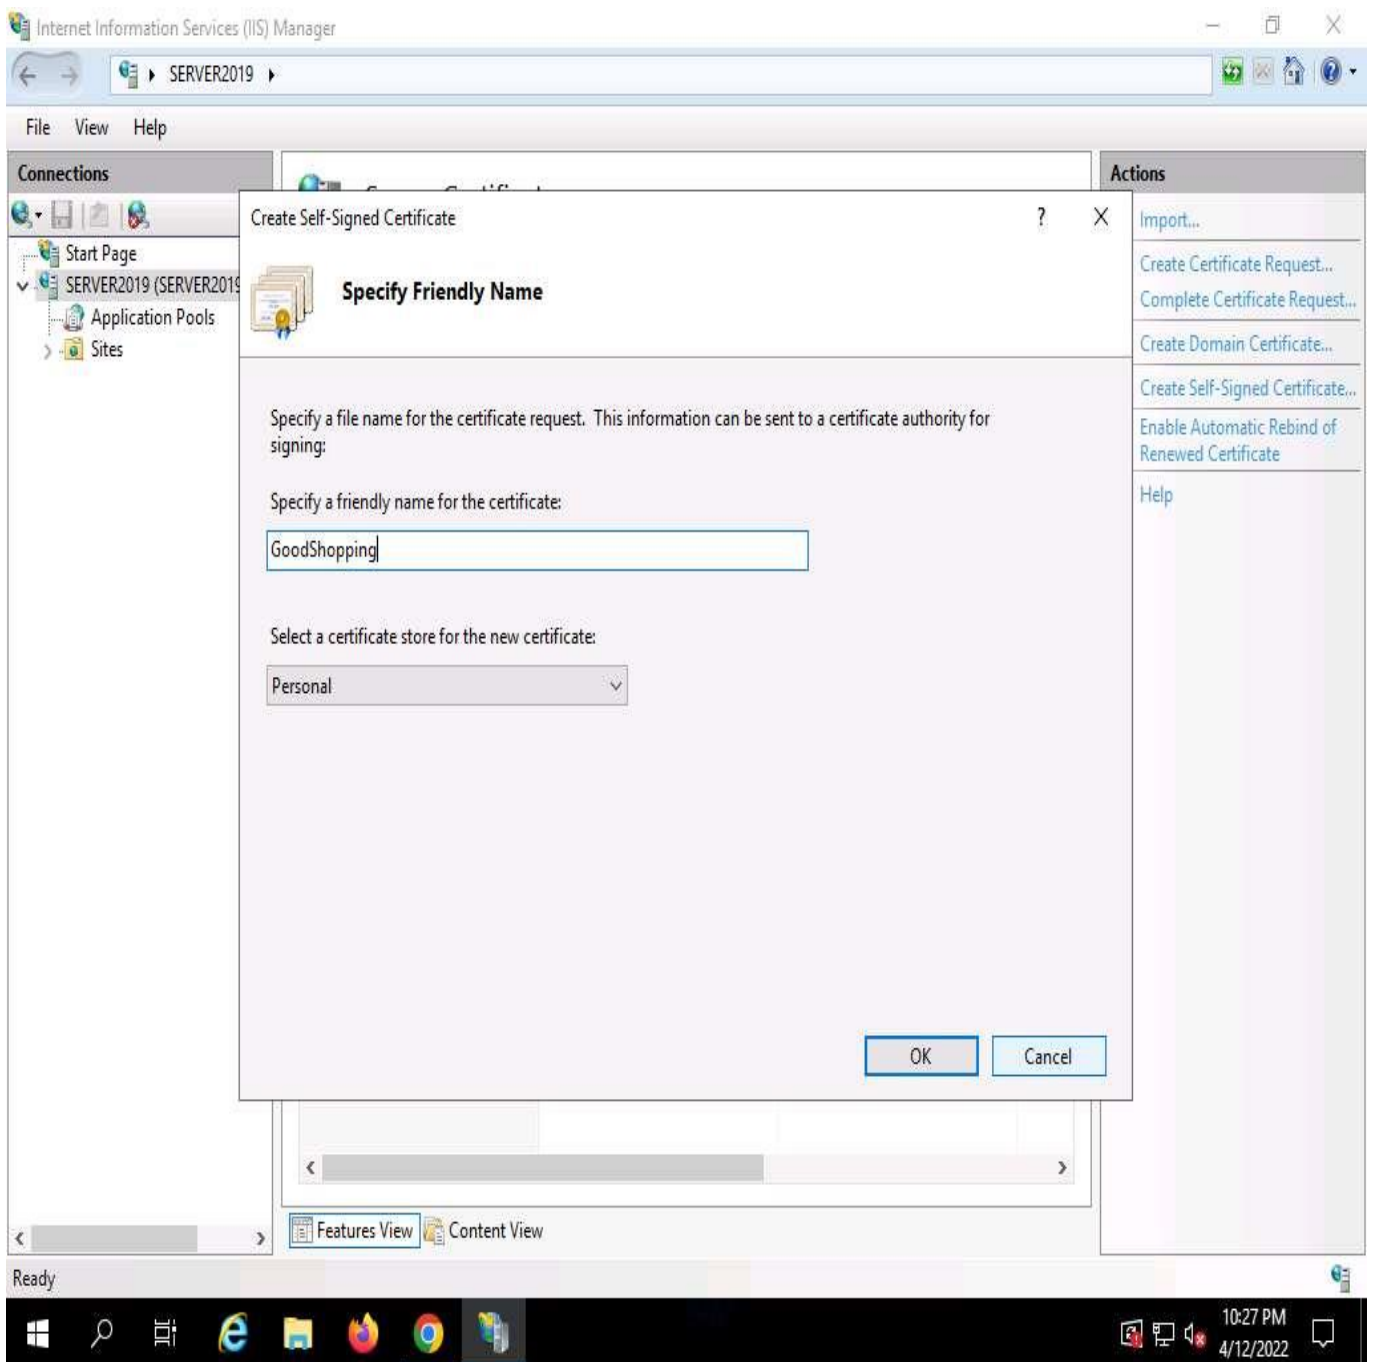 Internet Information Services (IIS) Manager
SERVER2019
File View Help
Connections
Start Page
SERVER2019 (SERVER2019
Application Pools
Sites
Create Self-Signed Certificate
?
X
Specify Friendly Name
Specify a file name for the certificate request. This information can be sent to a certificate authority for
signing:
Specify a friendly name for the certificate:
GoodShopping
Select a certificate store for the new certificate:
Personal
OK
Cancel
Actions
Import...
Create Certificate Request...
Complete Certificate Request...
Create Domain Certificate...
Create Self-Signed Certificate...
Enable Automatic Rebind of
Renewed Certificate
Help
Features View
Content View
Ready
10:27 PM
4/12/2022